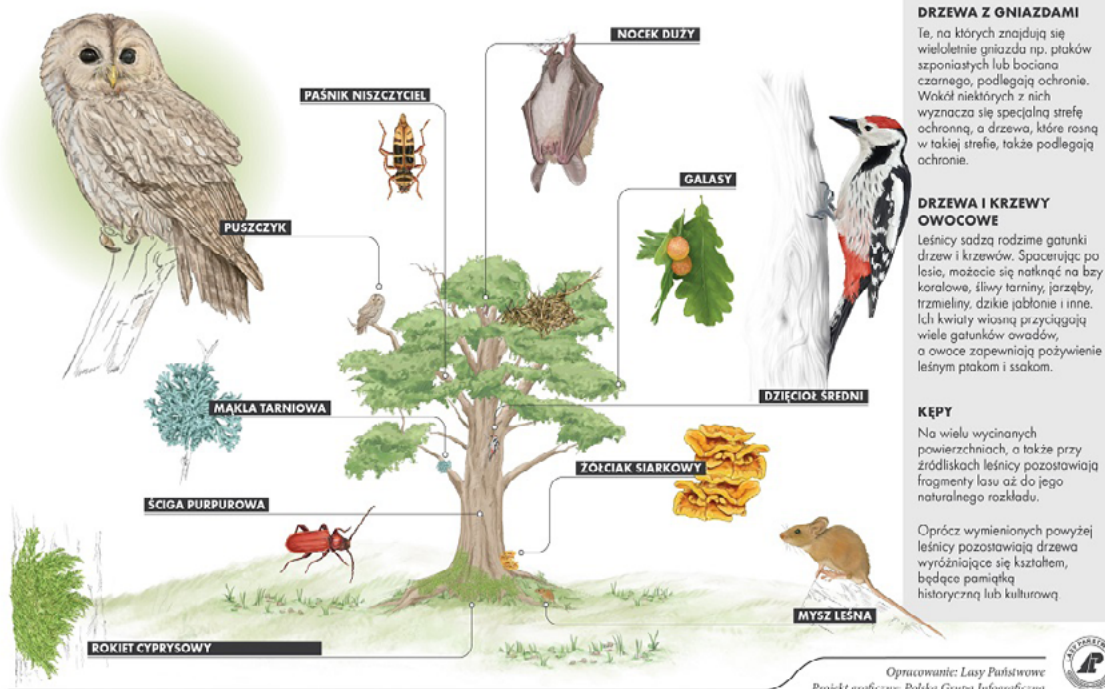 NOCEK DUŻY
PAŚNIK NISZCZYCIEL
GALASY
PUSZCZYK
DZIĘCIOŁ ŚREDNI
MĄKLA TARNIOWA
ŻÓŁCIAK SIARKOWY
ŚCIGA PURPUROWA
MYSZ LEŚNA
ROKIET CYPRYSOWY
DRZEWA Z GNIAZDAMI
Te, na których znajdują się
wieloletnie gniazda np. ptaków
szponiastych lub bociana
czarnego, podlegają ochronie.
Wokół niektórych z nich
wyznacza się specjalną strefę
ochronną, a drzewa, które rosną
w takiej strefie, także podlegają
ochronie.
DRZEWA I KRZEWY
OWOCOWE
Leśnicy sadzą rodzime gatunki
drzew i krzewów. Spacerując po
lesie, możecie się natknąć na bzy
koralowe, śliwy tarniny, jarzęby,
trzmieliny, dzikie jabłonie i inne.
Ich kwiaty wiosną przyciągają
wiele gatunków owadów,
a owoce zapewniają pożywienie
leśnym ptakom i ssakom.
KĘPY
Na wielu wycinanych
powierzchniach, a także przy
źródliskach leśnicy pozostawiają
fragmenty lasu aż do jego
naturalnego rozkładu.
Oprócz wymienionych powyżej
leśnicy pozostawiają drzewa
wyróżniające się kształtem,
będące pamiątką
historyczną lub kulturową
Opracowanie: Lasy Państwowe
Projekt graficzny: Polska Grupa Infograficzna